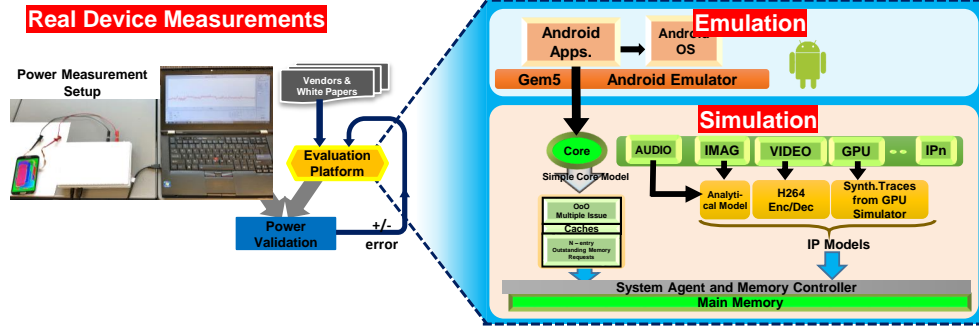 Real Device Measurements
Power Measurement
Setup
Vendors &
White Papers
Evaluation
Platform
Power
Validation
+/-
error
Emulation
Android
Apps.
Android
OS
Gem5
Android Emulator
Simulation
Core
Simple Core Model
OoO
Multiple Issue
Caches
N – entry
Outstanding Memory
Requests
AUDIO
IMAG
VIDEO
GPU
IPn
Analyti-
cal Model
H264
Enc/Dec
Synth.Traces
from GPU
Simulator
IP Models
System Agent and Memory Controller
Main Memory